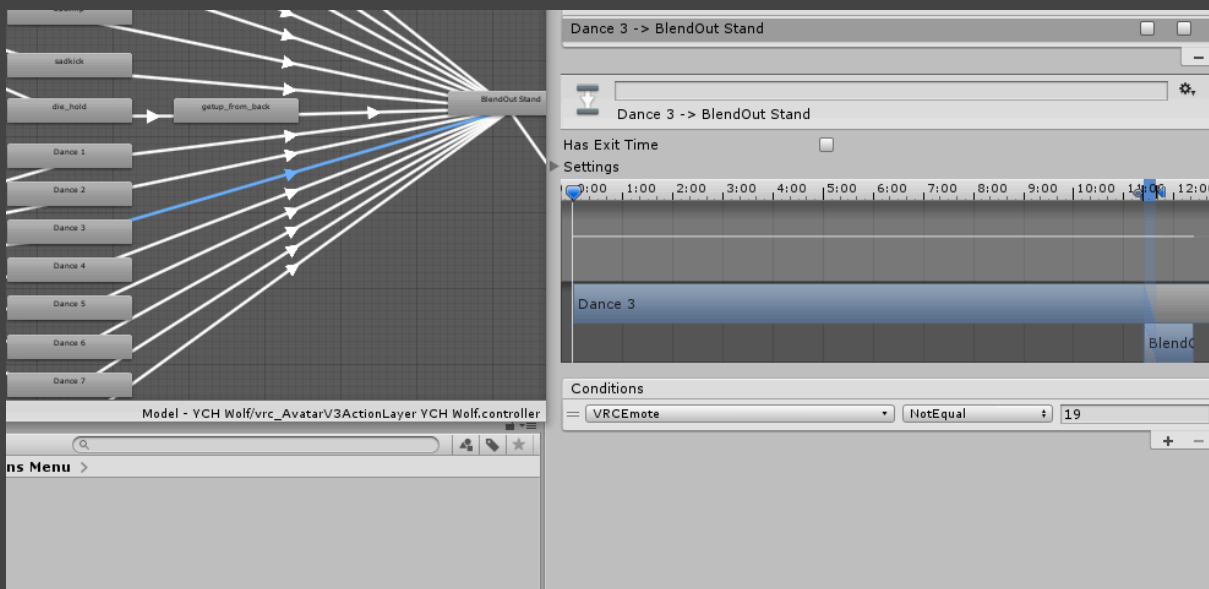 sadkick
die_hold
getup_from_back
BlendOut Stand
Dance 1
Dance 2
Dance 3
Dance 4
Dance 5
Dance 6
Dance 7
Model - YCH Wolf/vrc_AvatarV3ActionLayer YCH Wolf.controller
ns Menu >
Dance 3 -> BlendOut Stand
Dance 3 -> BlendOut Stand
Has Exit Time
Settings
0:00 1:00 2:00 3:00 4:00 5:00 6:00 7:00 8:00 9:00 10:00 11:00 12:00
Dance 3
BlendO
Conditions
VRCEmote NotEqual 19